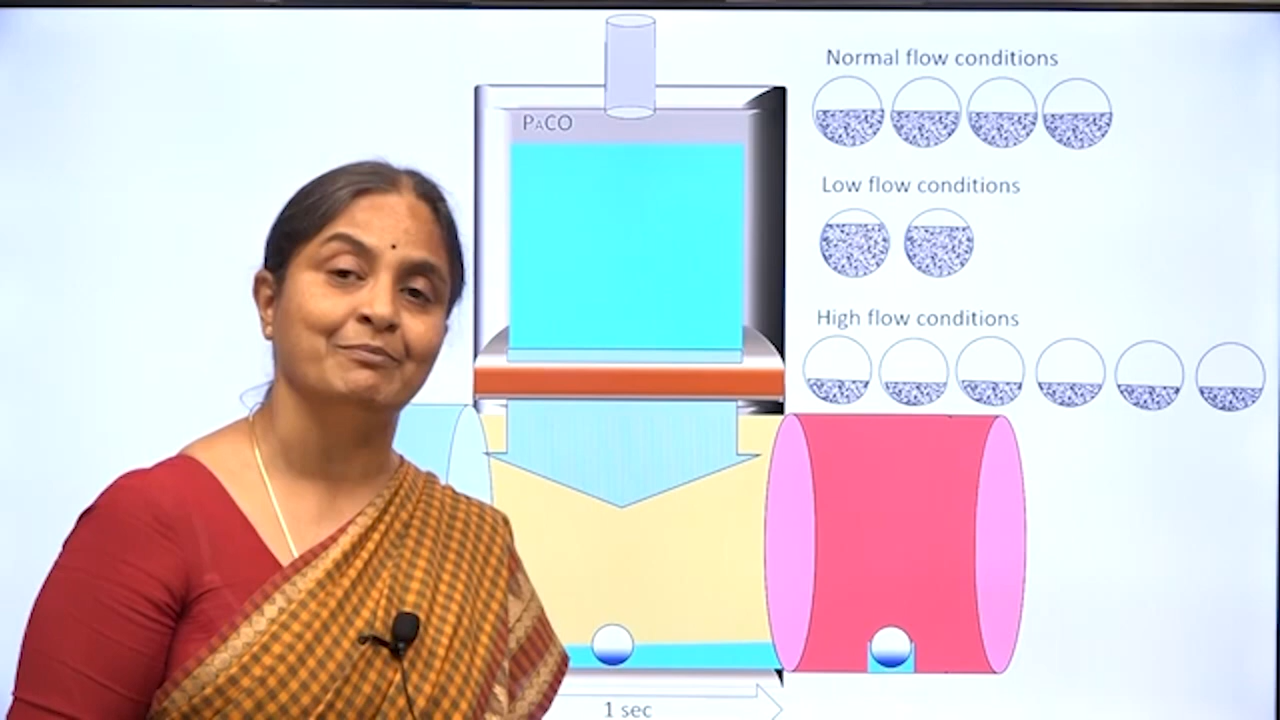 PACO
Normal flow conditions
Low flow conditions
High flow conditions
1 sec